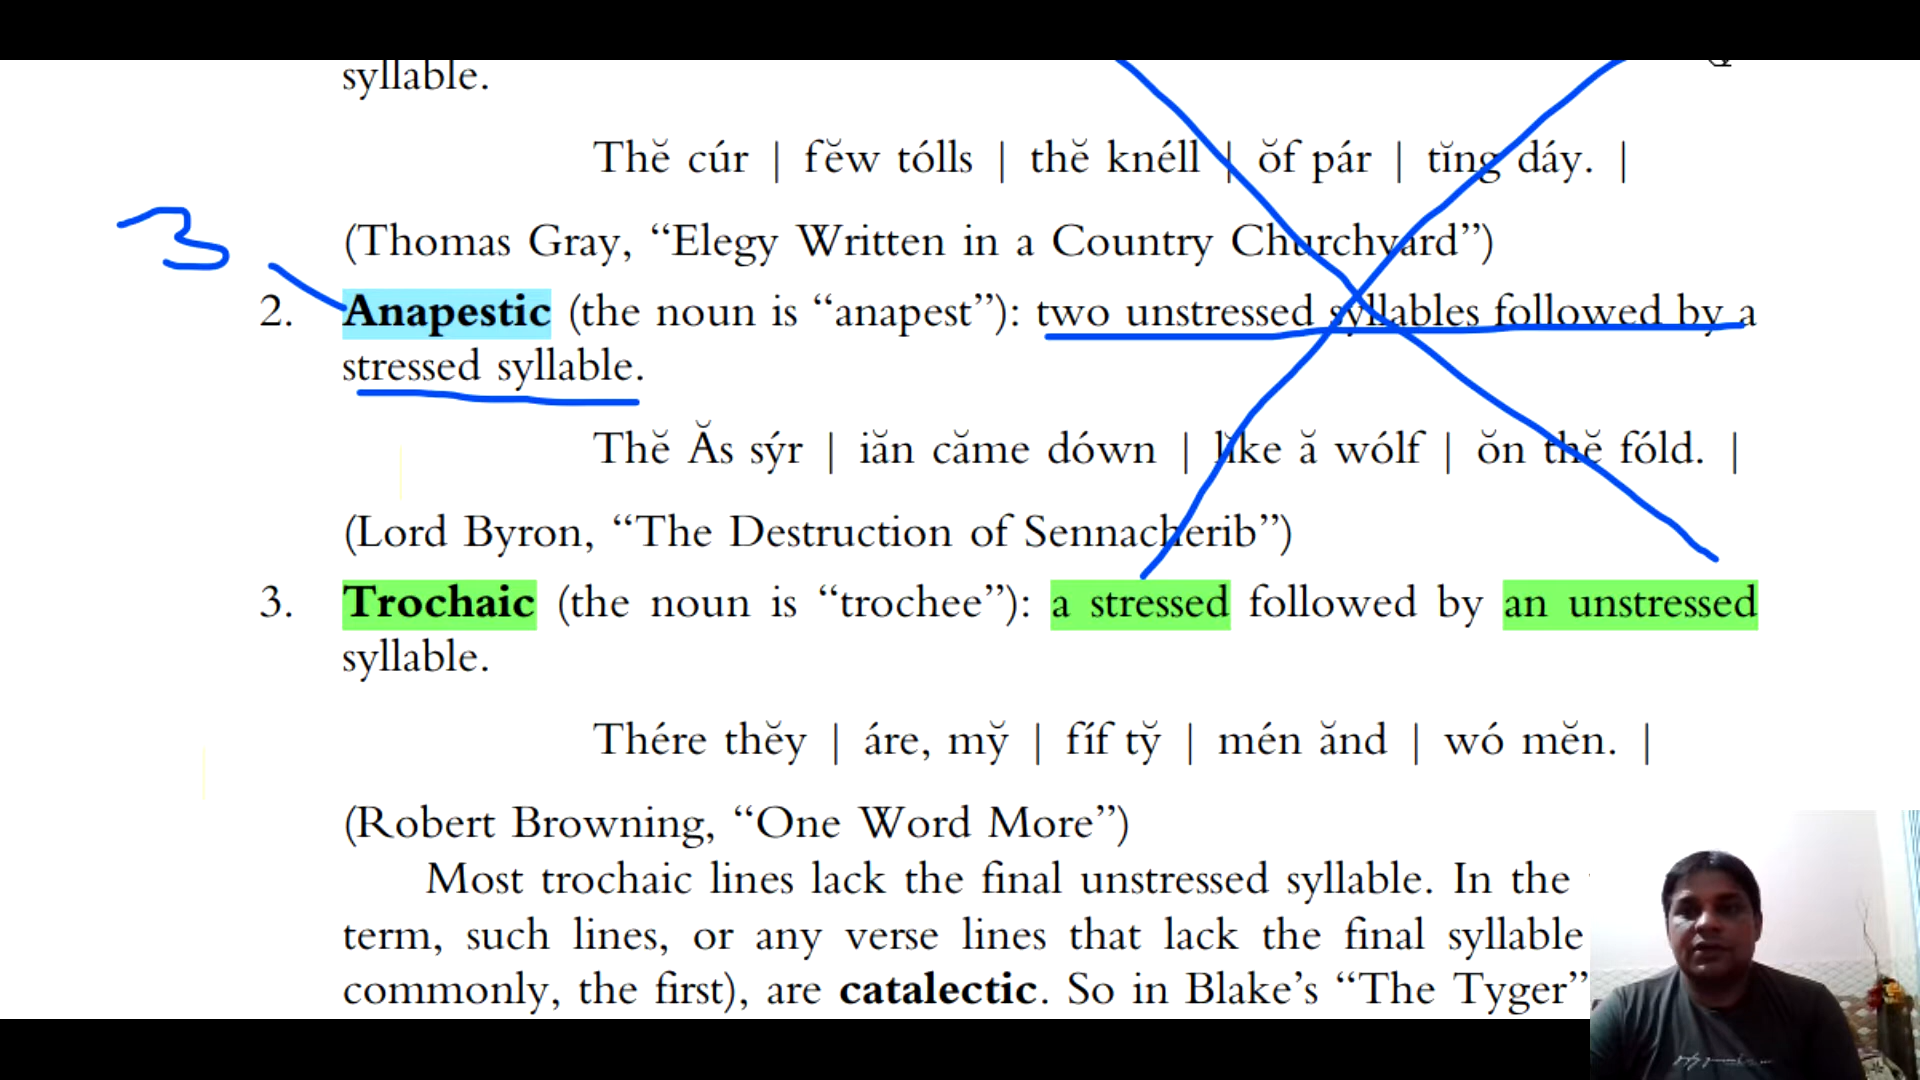 syllable.
Thĕ cúr | fĕw tólls | thĕ knéll | ŏf pár | tĭng dáy. |
(Thomas Gray, “Elegy Written in a Country Churchyard”)
3
2. Anapestic (the noun is “anapest”): two unstressed syllables followed by a
stressed syllable.
Thĕ Ăs sýr | iăn căme dówn | lĭke ă wólf | ŏn thĕ fóld. |
(Lord Byron, “The Destruction of Sennacherib”)
3. Trochaic (the noun is “trochee”): a stressed followed by an unstressed
syllable.
Thére thĕy | áre, mў | fíf tў | mén ănd | wó mĕn. |
(Robert Browning, “One Word More”)
Most trochaic lines lack the final unstressed syllable. In the
term, such lines, or any verse lines that lack the final syllable
commonly, the first), are catalectic. So in Blake’s “The Tyger”